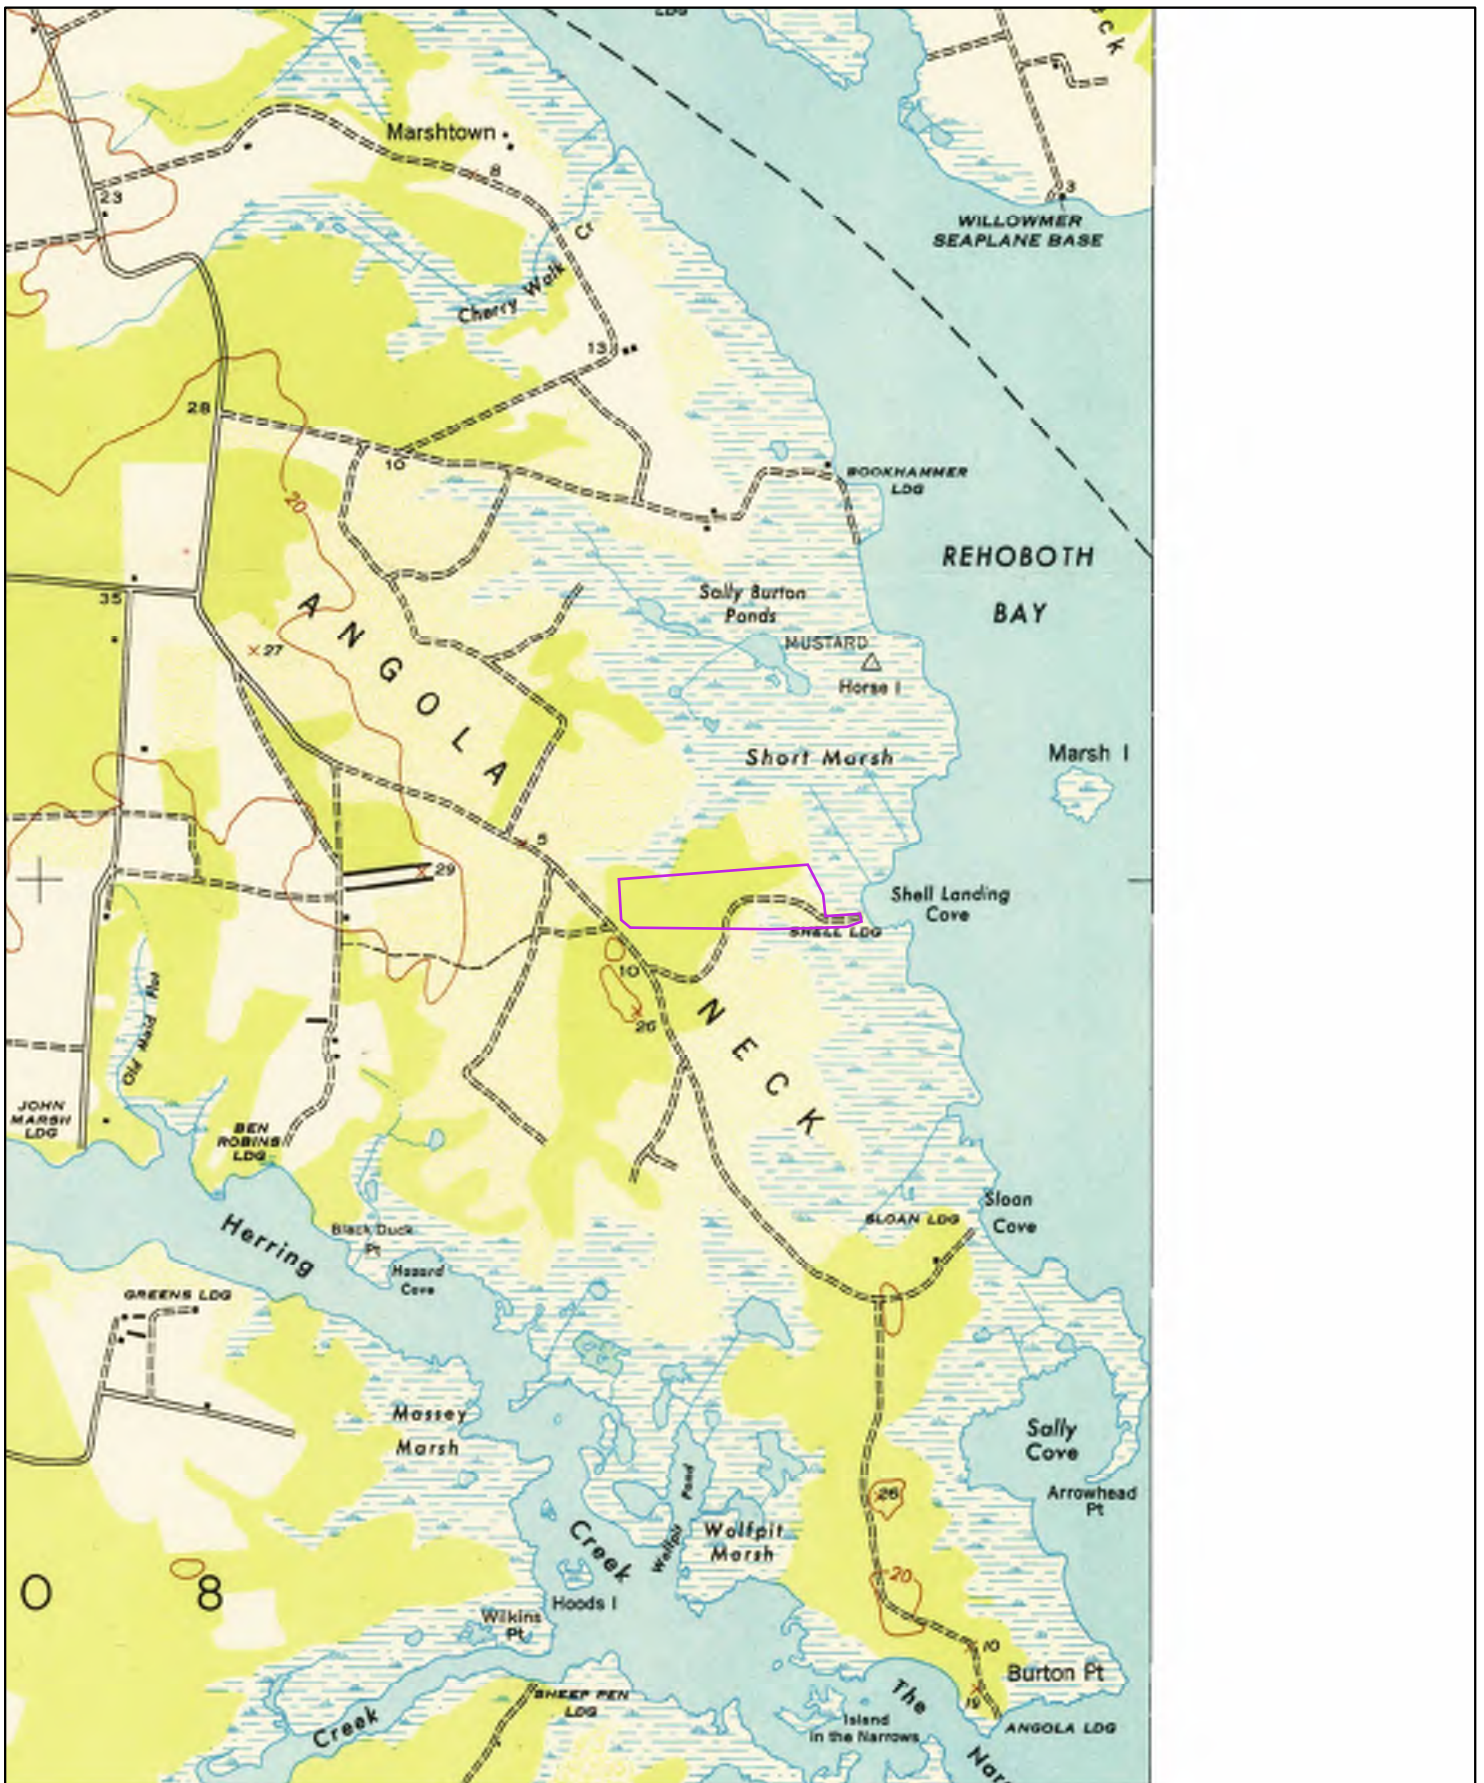 LDG
ck
Marshtown
8
23
3
Cr
WILLOWMER
SEAPLANE BASE
Cherry Walk
13
28
10
BOOKHAMMER
LDG
20
REHOBOTH
BAY
35
Sally Burton
Ponds
MUSTARD
27
Horse I
ANGOLA
Short Marsh
Marsh I
5
29
Shell Landing
Cove
SHELL LDG
10
NECK
26
Old Maid Flat
JOHN
MARSH
LDG
BEN
ROBINS
LDG
Sloan
Cove
SLOAN LDG
Herring
Black Duck
Pt
Hazard
Cove
GREENS LDG
Massey
Marsh
Sally
Cove
Wolfpit Pond
Arrowhead
Pt
26
Creek
Wolfpit
Marsh
20
O 8
Hoods I
Wilkins
Pt
10
Burton Pt
SHEEP PEN
LDG
The
19
Creek
Island
in the Narrows
ANGOLA LDG
Narr